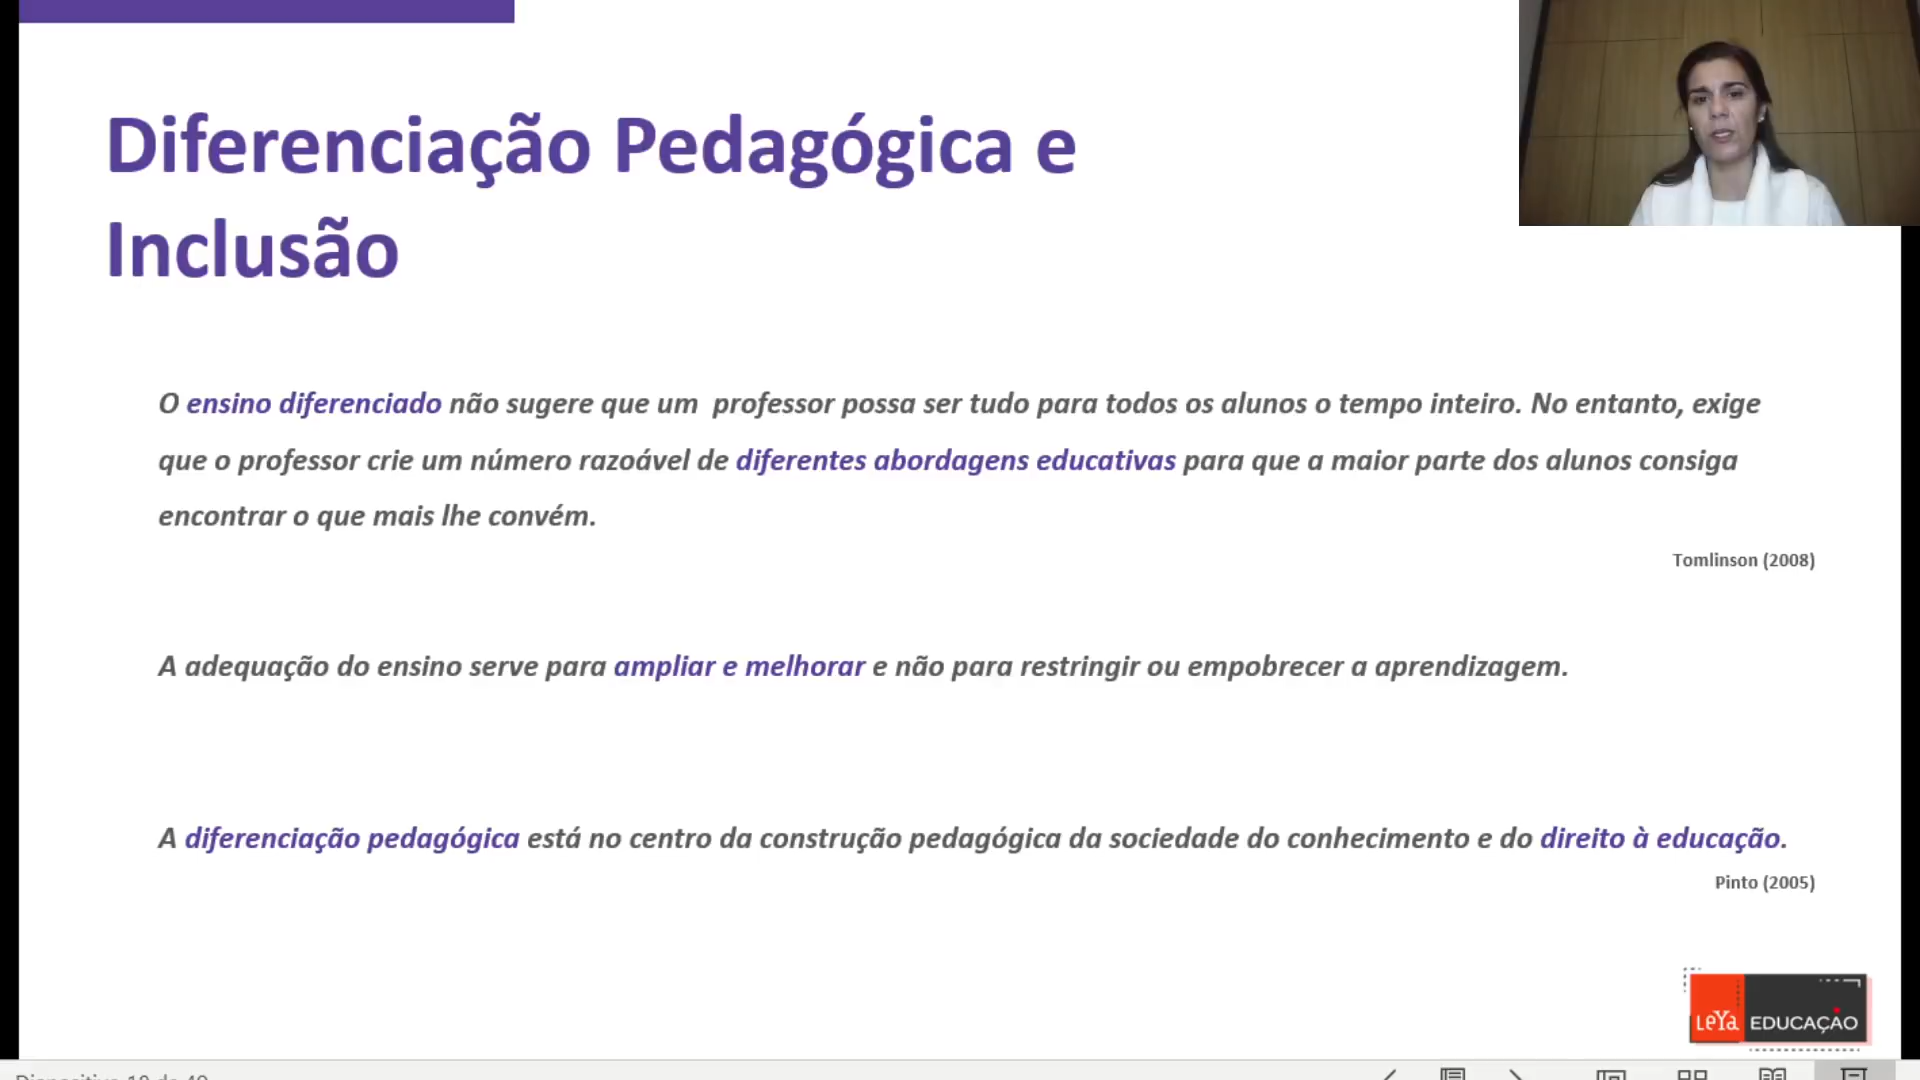 Diferenciação Pedagógica e
Inclusão
O ensino diferenciado não sugere que um professor possa ser tudo para todos os alunos o tempo inteiro. No entanto, exige
que o professor crie um número razoável de diferentes abordagens educativas para que a maior parte dos alunos consiga
encontrar o que mais lhe convém.
Tomlinson (2008)
A adequação do ensino serve para ampliar e melhorar e não para restringir ou empobrecer a aprendizagem.
A diferenciação pedagógica está no centro da construção pedagógica da sociedade do conhecimento e do direito à educação.
Pinto (2005)
LeYa EDUCAÇÃO